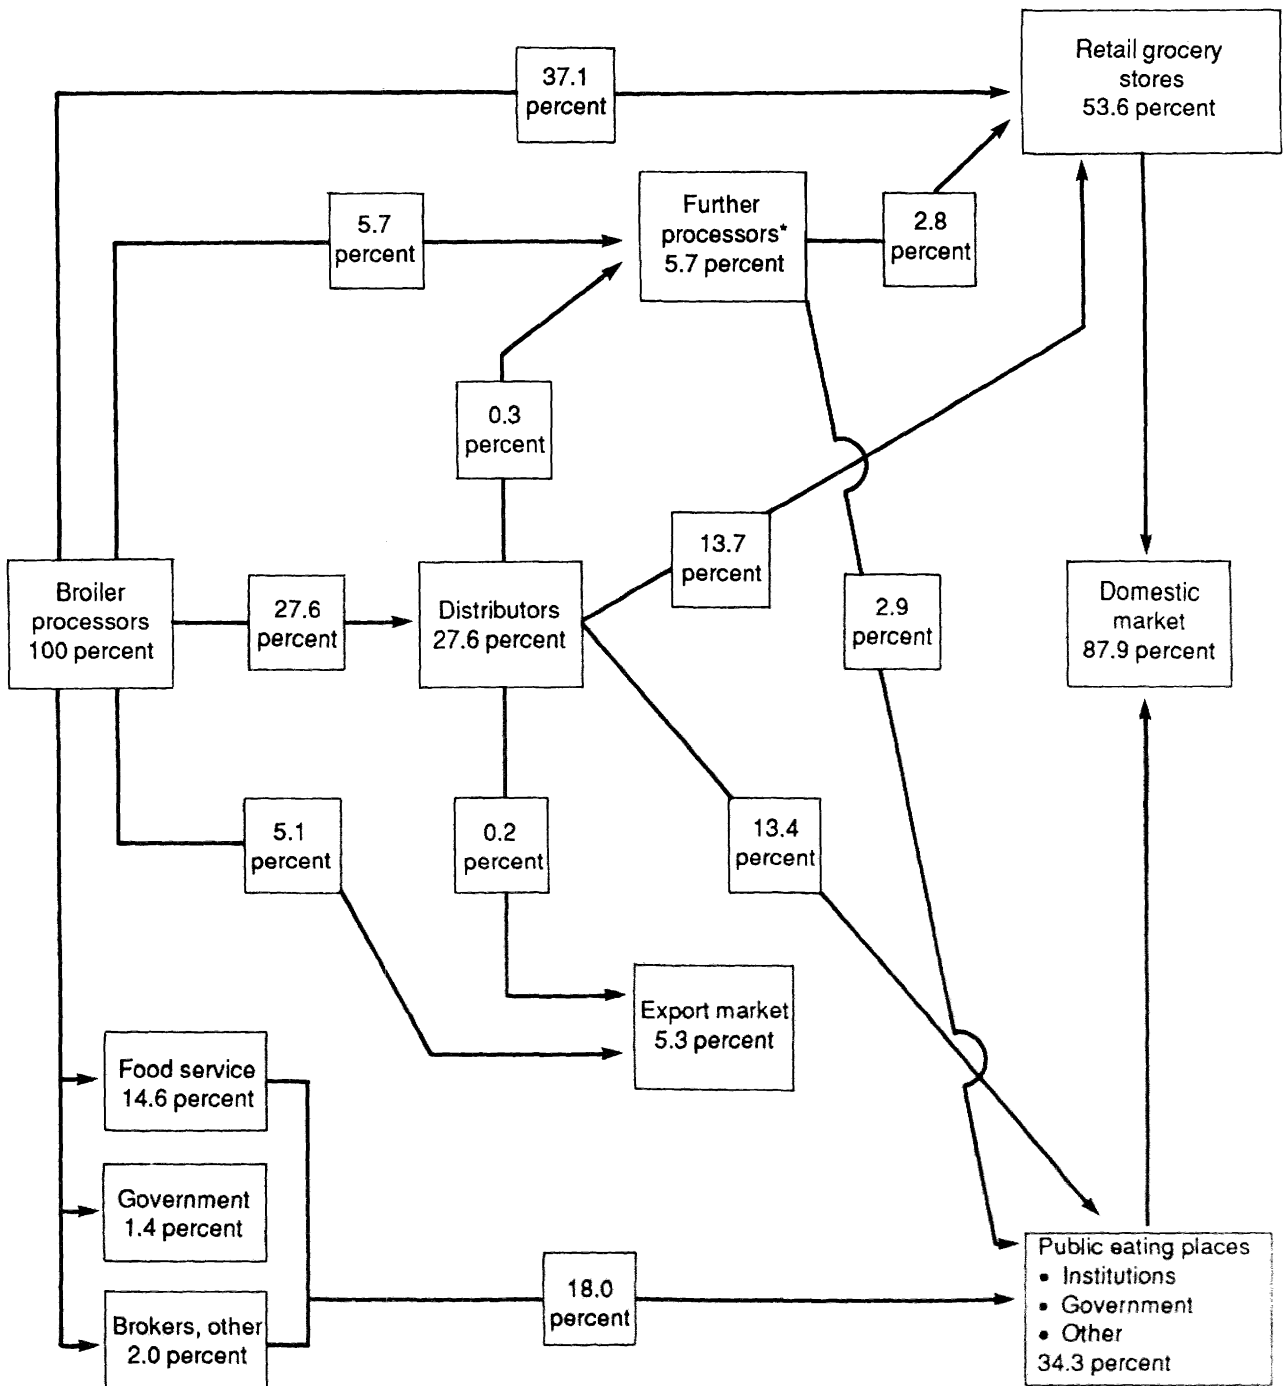 37.1
percent
Retail grocery
stores
53.6 percent
5.7
percent
Further
processors*
5.7 percent
2.8
percent
0.3
percent
13.7
percent
Broiler
processors
100 percent
27.6
percent
Distributors
27.6 percent
2.9
percent
Domestic
market
87.9 percent
5.1
percent
0.2
percent
13.4
percent
Export market
5.3 percent
Food service
14.6 percent
Government
1.4 percent
Brokers, other
2.0 percent
18.0
percent
Public eating places
• Institutions
• Government
• Other
34.3 percent